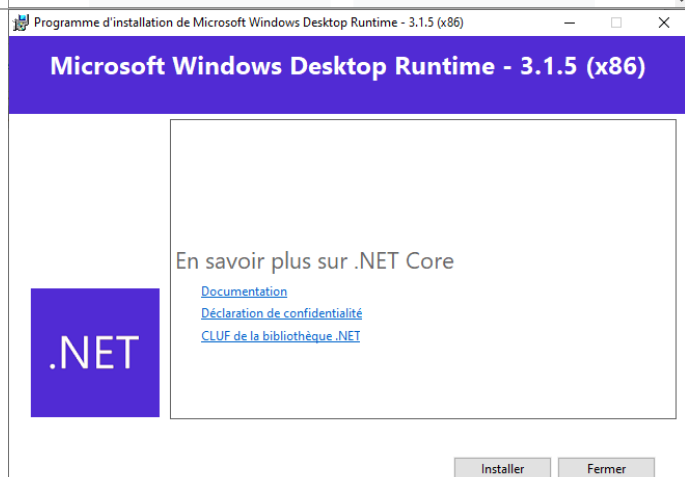 Programme d'installation de Microsoft Windows Desktop Runtime - 3.1.5 (x86)
Microsoft Windows Desktop Runtime - 3.1.5 (x86)
En savoir plus sur .NET Core
Documentation
Déclaration de confidentialité
CLUF de la bibliothèque .NET
.NET
Installer
Fermer